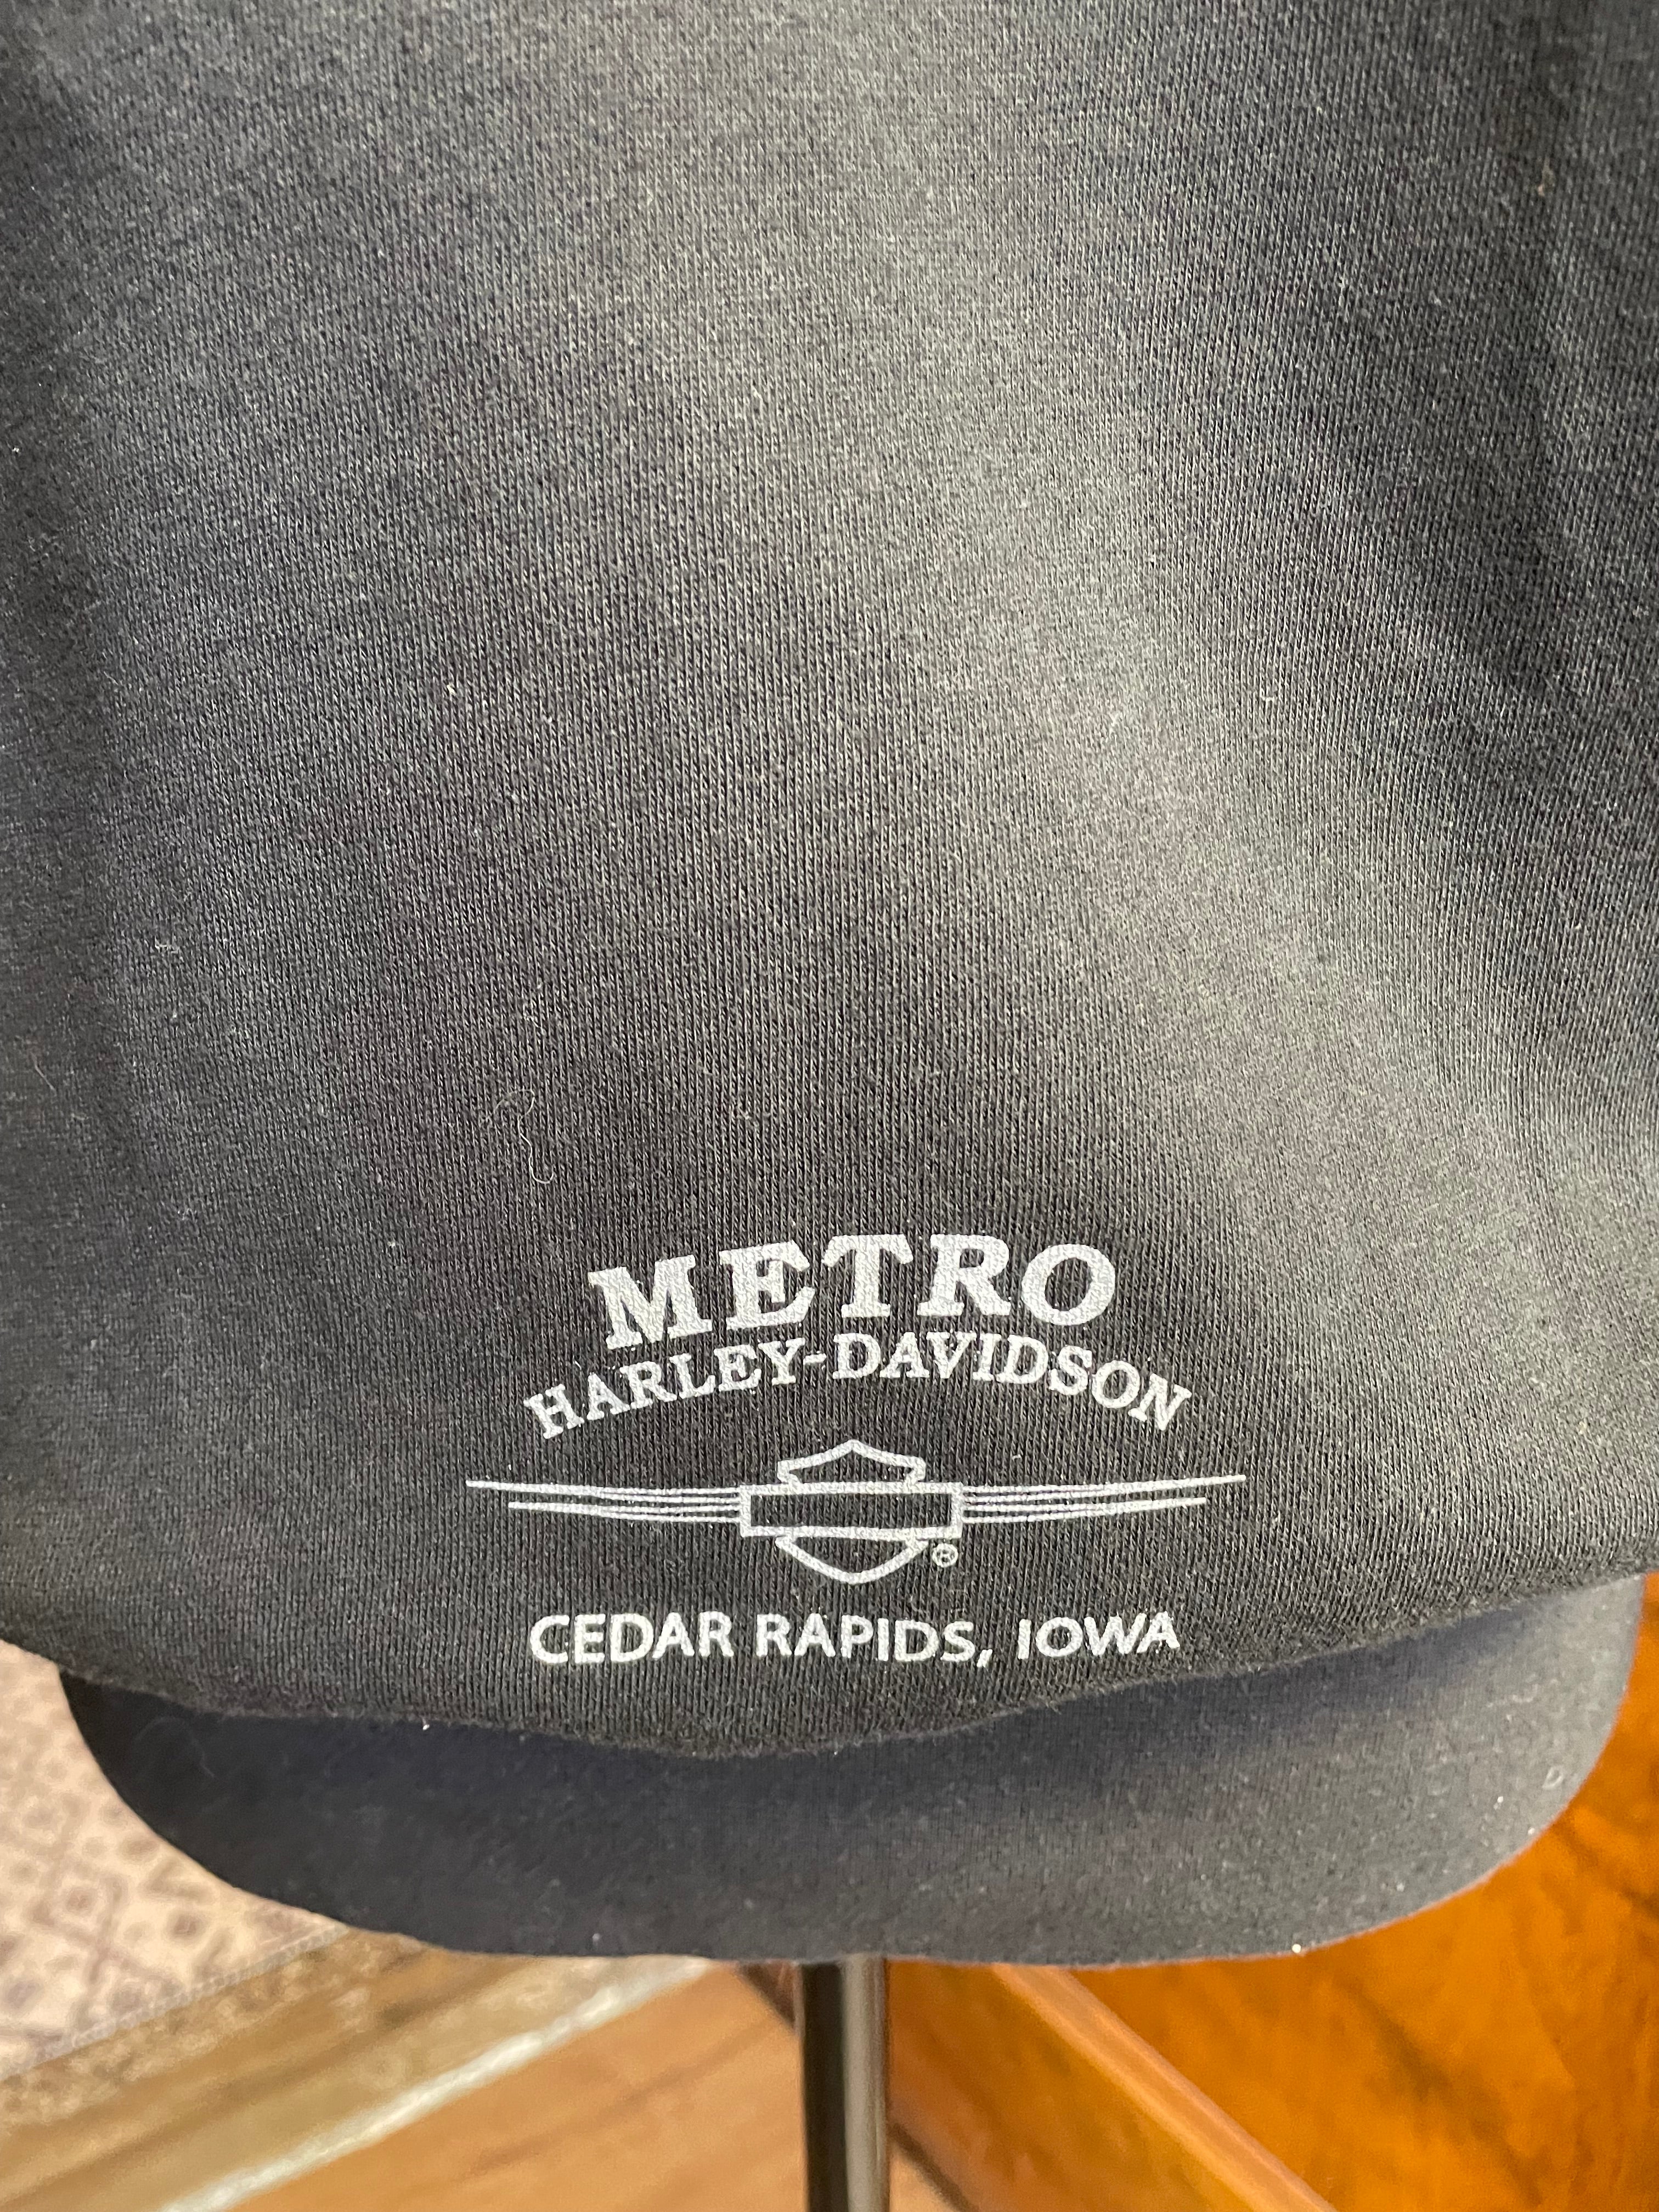 METRO
HARLEY-DAVIDSON
®
CEDAR RAPIDS, IOWA